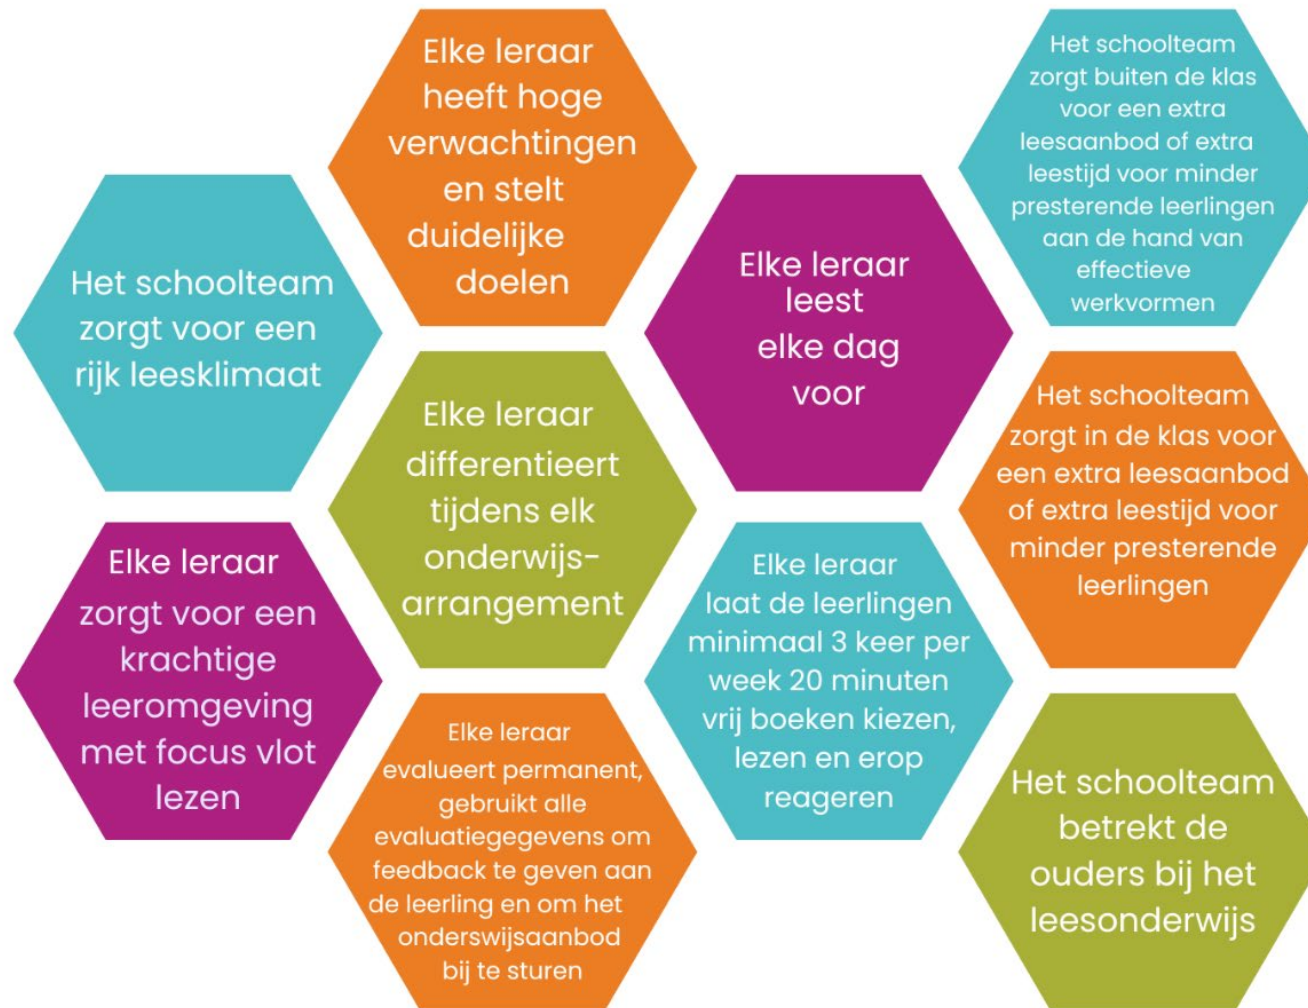 Het schoolteam
zorgt voor een
rijk leesklimaat
Elke leraar
zorgt voor een
krachtige
leeromgeving
met focus vlot
lezen
Elke leraar
heeft hoge
verwachtingen
en stelt
duidelijke
doelen
Elke leraar
differentieert
tijdens elk
onderwijs-
arrangement
Elke leraar
evalueert permanent,
gebruikt alle
evaluatiegegevens om
feedback te geven aan
de leerling en om het
onderswijsaanbod
bij te sturen
Elke leraar
leest
elke dag
voor
Elke leraar
laat de leerlingen
minimaal 3 keer per
week 20 minuten
vrij boeken kiezen,
lezen en erop
reageren
Het schoolteam
zorgt buiten de klas
voor een extra
leesaanbod of extra
leestijd voor minder
presterende leerlingen
aan de hand van
effectieve
werkvormen
Het schoolteam
zorgt in de klas voor
een extra leesaanbod
of extra leestijd voor
minder presterende
leerlingen
Het schoolteam
betrekt de
ouders bij het
leesonderwijs